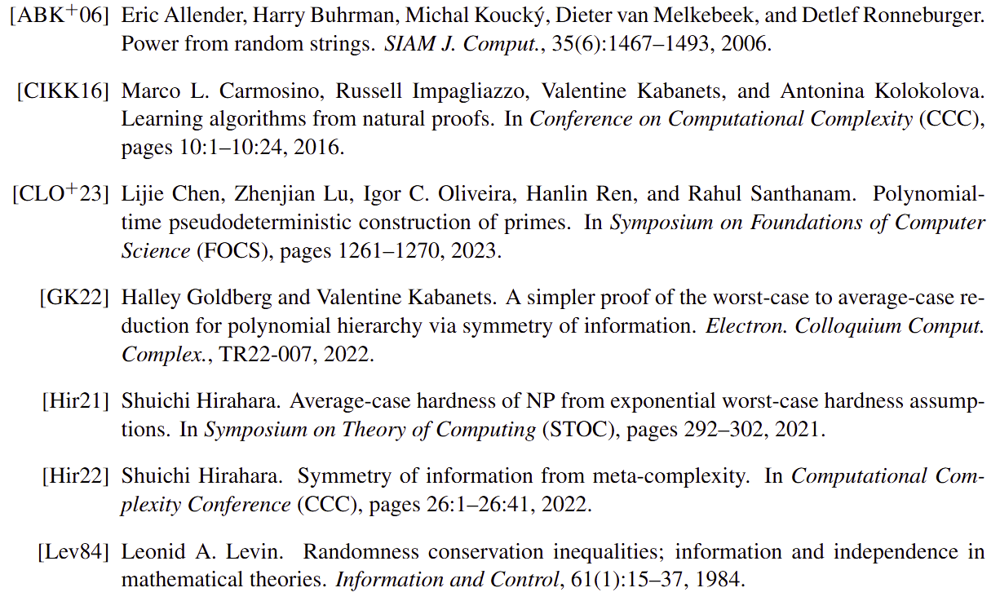 [ABK+06] Eric Allender, Harry Buhrman, Michal Koucký, Dieter van Melkebeek, and Detlef Ronneburger.
Power from random strings. SIAM J. Comput., 35(6):1467–1493, 2006.
[CIKK16] Marco L. Carmosino, Russell Impagliazzo, Valentine Kabanets, and Antonina Kolokolova.
Learning algorithms from natural proofs. In Conference on Computational Complexity (CCC),
pages 10:1–10:24, 2016.
[CLO+23] Lijie Chen, Zhenjian Lu, Igor C. Oliveira, Hanlin Ren, and Rahul Santhanam. Polynomial-
time pseudodeterministic construction of primes. In Symposium on Foundations of Computer
Science (FOCS), pages 1261–1270, 2023.
[GK22] Halley Goldberg and Valentine Kabanets. A simpler proof of the worst-case to average-case re-
duction for polynomial hierarchy via symmetry of information. Electron. Colloquium Comput.
Complex., TR22-007, 2022.
[Hir21] Shuichi Hirahara. Average-case hardness of NP from exponential worst-case hardness assump-
tions. In Symposium on Theory of Computing (STOC), pages 292–302, 2021.
[Hir22] Shuichi Hirahara. Symmetry of information from meta-complexity. In Computational Com-
plexity Conference (CCC), pages 26:1–26:41, 2022.
[Lev84] Leonid A. Levin. Randomness conservation inequalities; information and independence in
mathematical theories. Information and Control, 61(1):15–37, 1984.